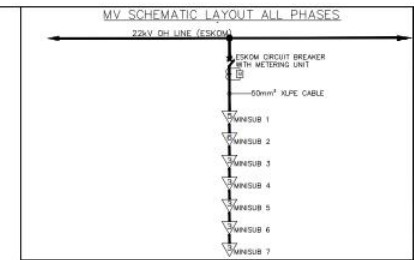 MV SCHEMATIC LAYOUT ALL PHASES
22kV OH LINE (ESKOM)
ESKOM CIRCUIT BREAKER
WITH METERING UNIT
XLPE CABLE
MINISUB 1
MINISUB 2
MINISUB 3
MINISUB 4
MINISUB 5
MINISUB 6
MINISUB 7